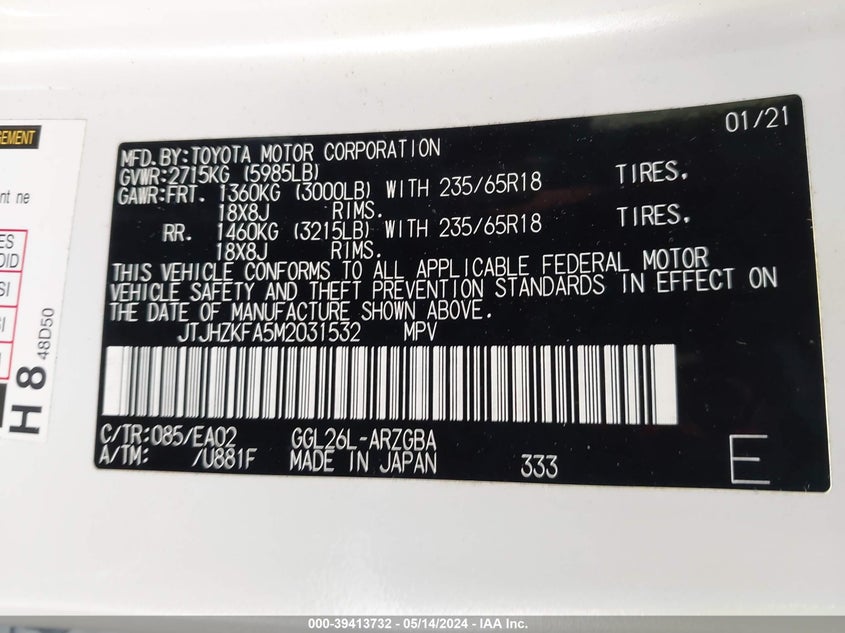 01/21
MFD. BY: TOYOTA MOTOR CORPORATION
GVWR: 2715KG (5985LB)
GAWR: FRT. 1360KG (3000LB) WITH 235/65R18 TIRES.
18X8J RIMS.
RR. 1460KG (3215LB) WITH 235/65R18 TIRES.
18X8J RIMS.
THIS VEHICLE CONFORMS TO ALL APPLICABLE FEDERAL MOTOR
VEHICLE SAFETY AND THEFT PREVENTION STANDARDS IN EFFECT ON
THE DATE OF MANUFACTURE SHOWN ABOVE.
JTJHZKFA5M2031532 MPV
C/TR: 085/EA02 GGL26L-ARZGBA
A/TM: /U881F MADE IN JAPAN 333 E
nt ne
H 8 48D50
000-39413732 - 05/14/2024 - IAA Inc.